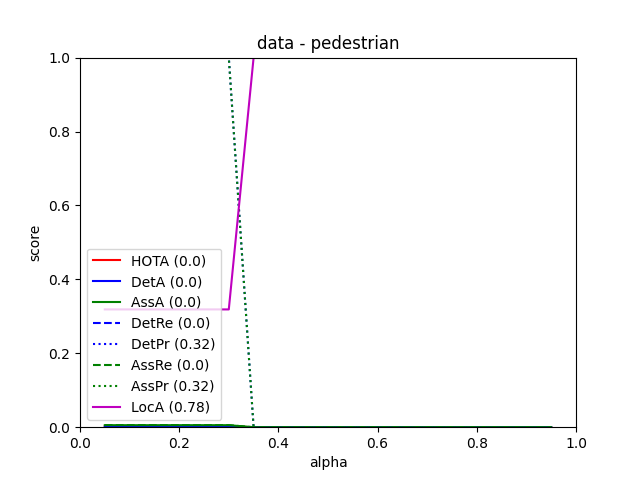 data - pedestrian
1.0
0.8
0.6
0.4
0.2
0.0
score
HOTA (0.0)
DetA (0.0)
AssA (0.0)
DetRe (0.0)
DetPr (0.32)
AssRe (0.0)
AssPr (0.32)
LocA (0.78)
0.0 0.2 0.4 0.6 0.8 1.0
alpha